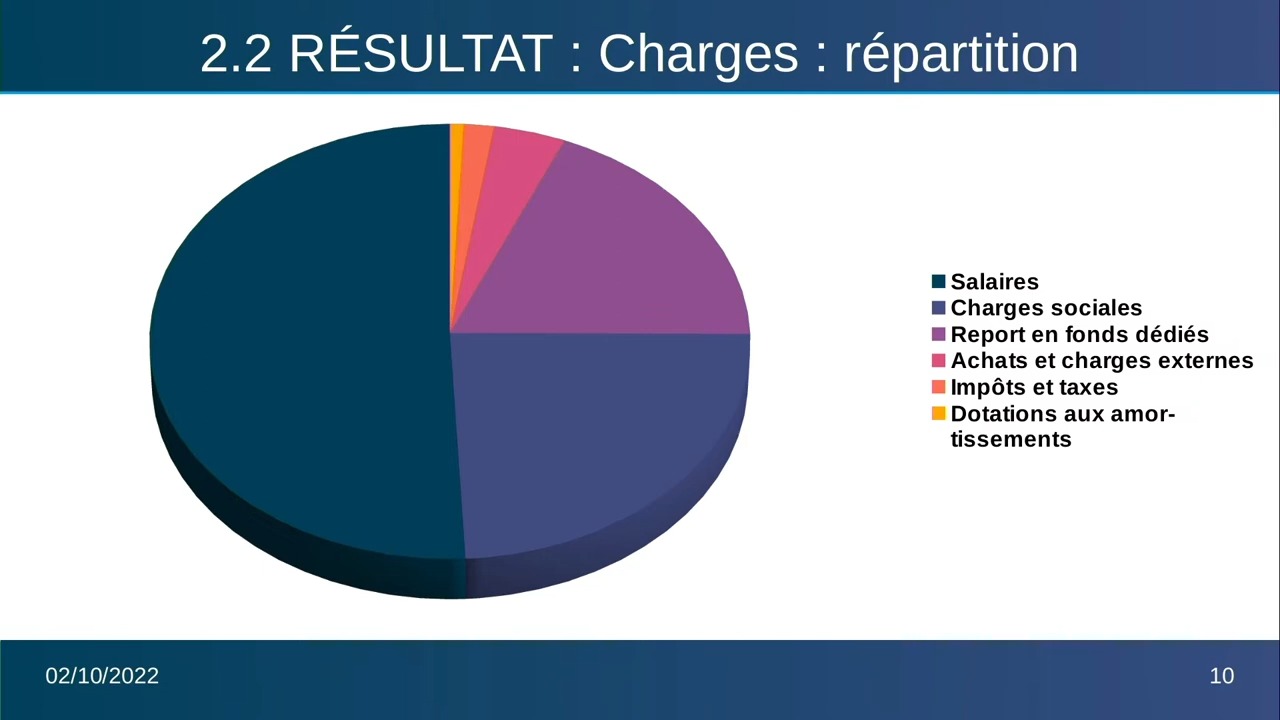 2.2 RÉSULTAT : Charges : répartition
Salaires
Charges sociales
Report en fonds dédiés
Achats et charges externes
Impôts et taxes
Dotations aux amor-
tissements
02/10/2022
10